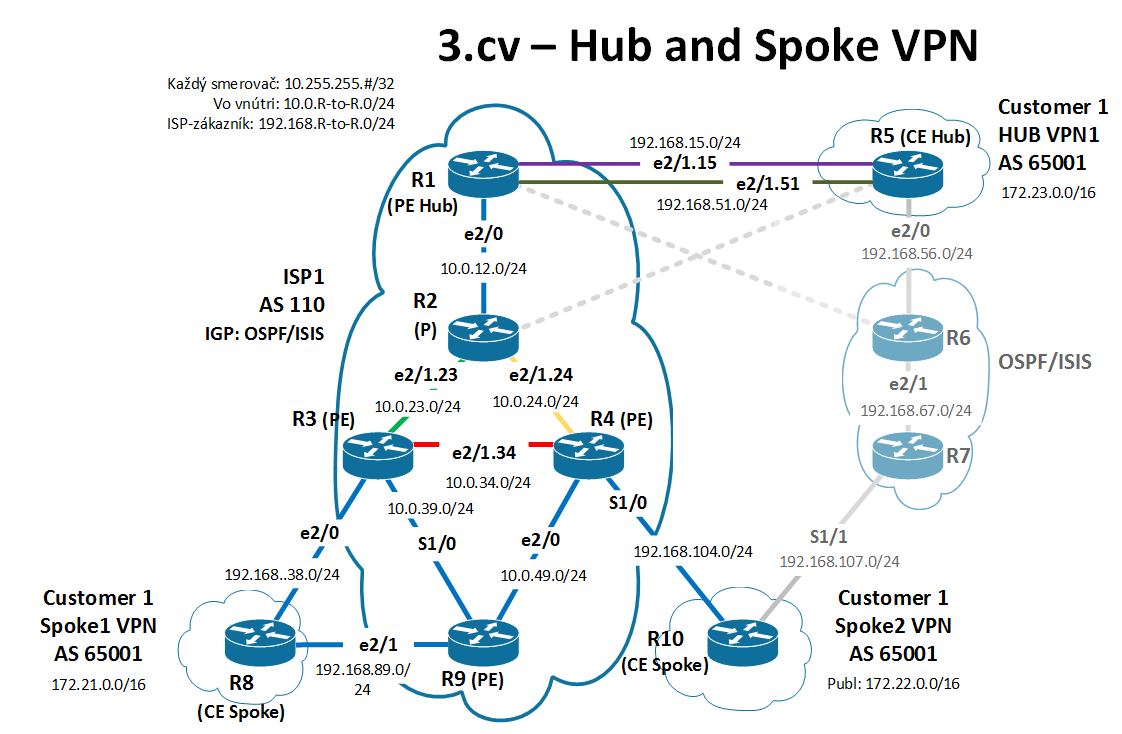 3.cv – Hub and Spoke VPN
Každý smerovač: 10.255.255.#/32
Vo vnútri: 10.0.R-to-R.0/24
ISP-zákazník: 192.168.R-to-R.0/24
R1
(PE Hub)
192.168.15.0/24
e2/1.15
e2/1.51
192.168.51.0/24
R5 (CE Hub)
Customer 1
HUB VPN1
AS 65001
172.23.0.0/16
e2/0
10.0.12.0/24
e2/0
192.168.56.0/24
ISP1
AS 110
IGP: OSPF/ISIS
R2
(P)
R6
OSPF/ISIS
e2/1
192.168.67.0/24
R7
e2/1.23
10.0.23.0/24
e2/1.24
10.0.24.0/24
R3 (PE)
R4 (PE)
e2/1.34
10.0.34.0/24
10.0.39.0/24
S1/0
S1/0
e2/0
e2/0
192.168..38.0/24
10.0.49.0/24
192.168.104.0/24
S1/1
192.168.107.0/24
Customer 1
Spoke1 VPN
AS 65001
172.21.0.0/16
R8
(CE Spoke)
e2/1
192.168.89.0/
24
R9 (PE)
R10
(CE Spoke)
Customer 1
Spoke2 VPN
AS 65001
Publ: 172.22.0.0/16